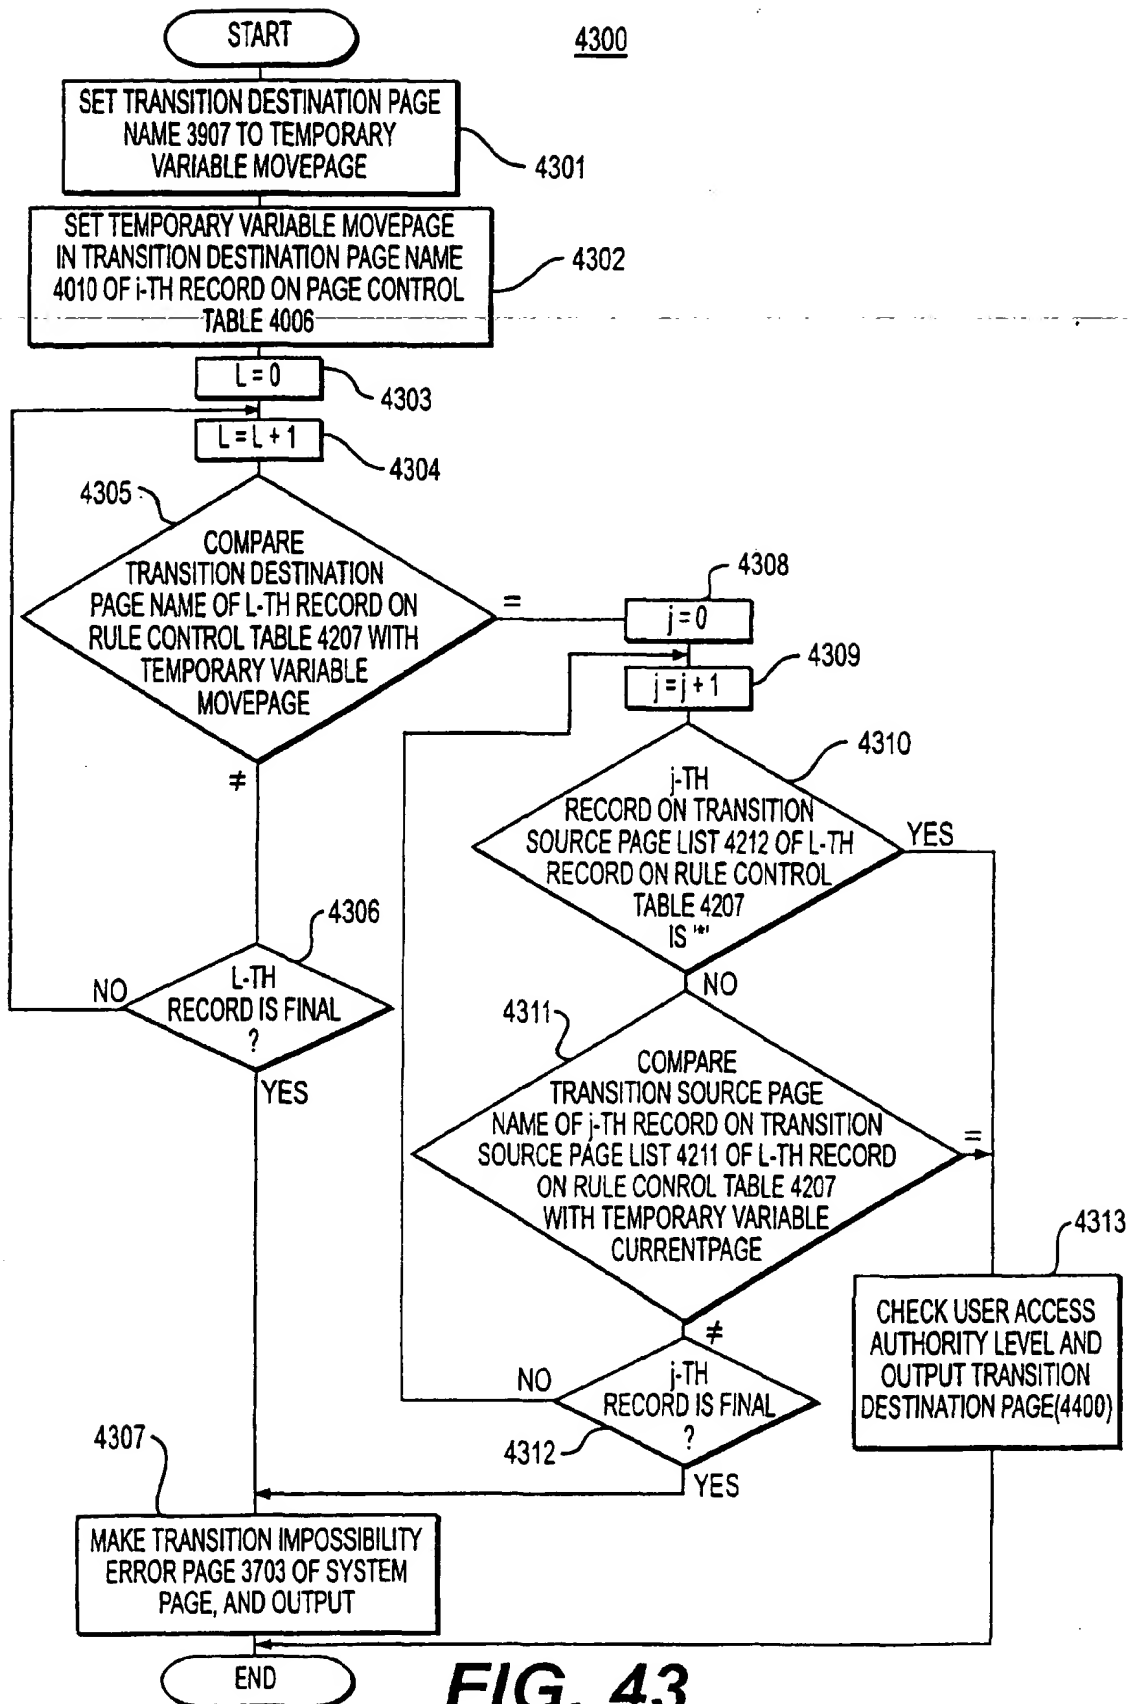 START
4300
SET TRANSITION DESTINATION PAGE
NAME 3907 TO TEMPORARY
VARIABLE MOVEPAGE
4301
SET TEMPORARY VARIABLE MOVEPAGE
IN TRANSITION DESTINATION PAGE NAME
4010 OF i-TH RECORD ON PAGE CONTROL
TABLE 4006
4302
L = 0
4303
L = L + 1
4304
4305
COMPARE
TRANSITION DESTINATION
PAGE NAME OF L-TH RECORD ON
RULE CONTROL TABLE 4207 WITH
TEMPORARY VARIABLE
MOVEPAGE
=
≠
4308
j = 0
4309
j = j + 1
4310
j-TH
RECORD ON TRANSITION
SOURCE PAGE LIST 4212 OF L-TH
RECORD ON RULE CONTROL
TABLE 4207
IS "*"
YES
NO
4306
L-TH
RECORD IS FINAL
?
NO
YES
4311
COMPARE
TRANSITION SOURCE PAGE
NAME OF j-TH RECORD ON TRANSITION
SOURCE PAGE LIST 4211 OF L-TH RECORD
ON RULE CONROL TABLE 4207
WITH TEMPORARY VARIABLE
CURRENTPAGE
=
≠
4313
CHECK USER ACCESS
AUTHORITY LEVEL AND
OUTPUT TRANSITION
DESTINATION PAGE(4400)
j-TH
RECORD IS FINAL
?
NO
4312
YES
4307
MAKE TRANSITION IMPOSSIBILITY
ERROR PAGE 3703 OF SYSTEM
PAGE, AND OUTPUT
END
FIG. 43